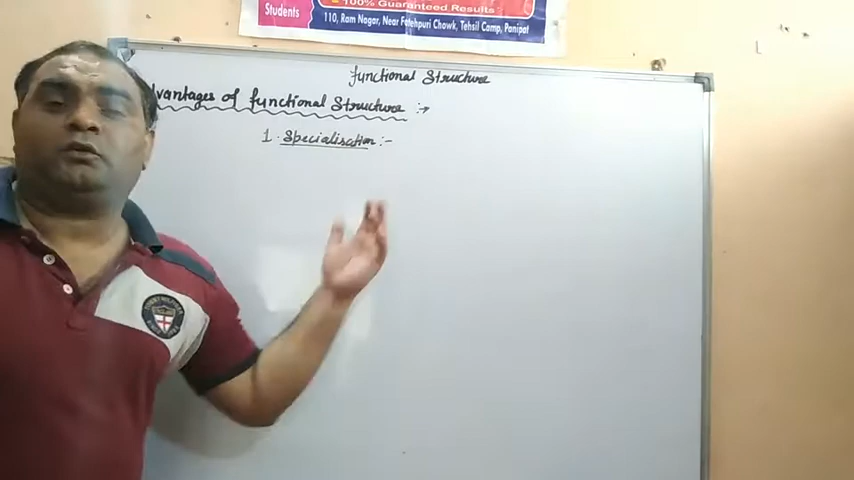 100% Guaranteed Results
Students
110, Ram Nagar, Near Fatehpuri Chowk, Tehsil Camp, Panipat
functional Structure
dvantages of functional Structure :→
1. Specialisation :-